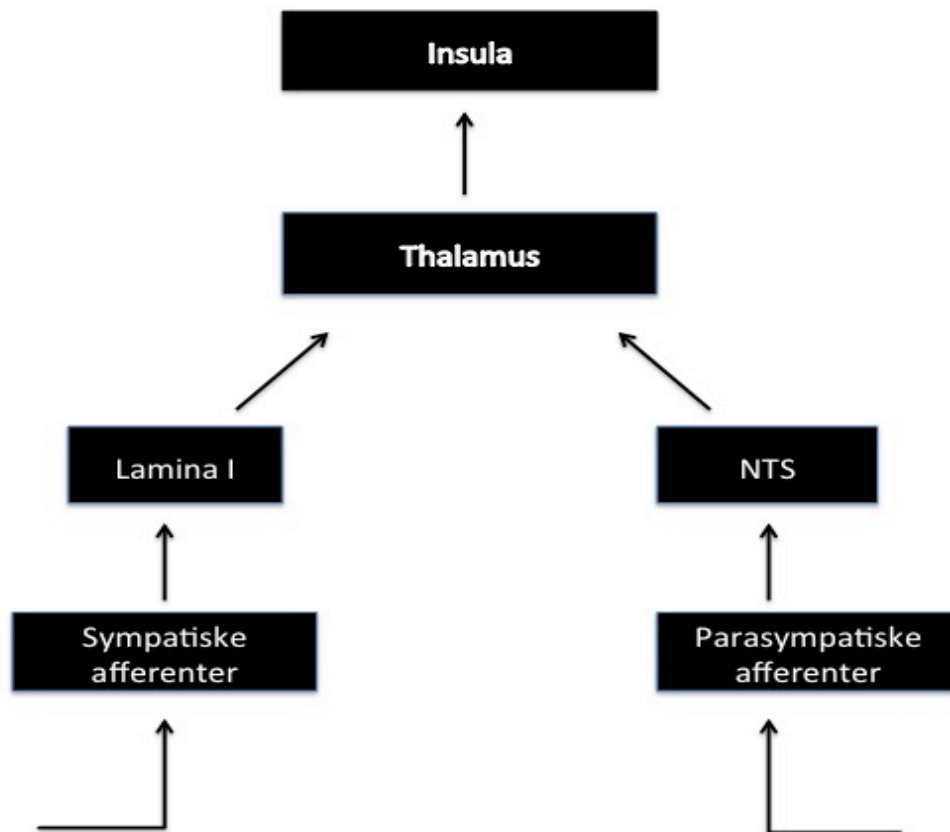 Insula
Thalamus
Lamina I
NTS
Sympatiske
afferenter
Parasympatiske
afferenter